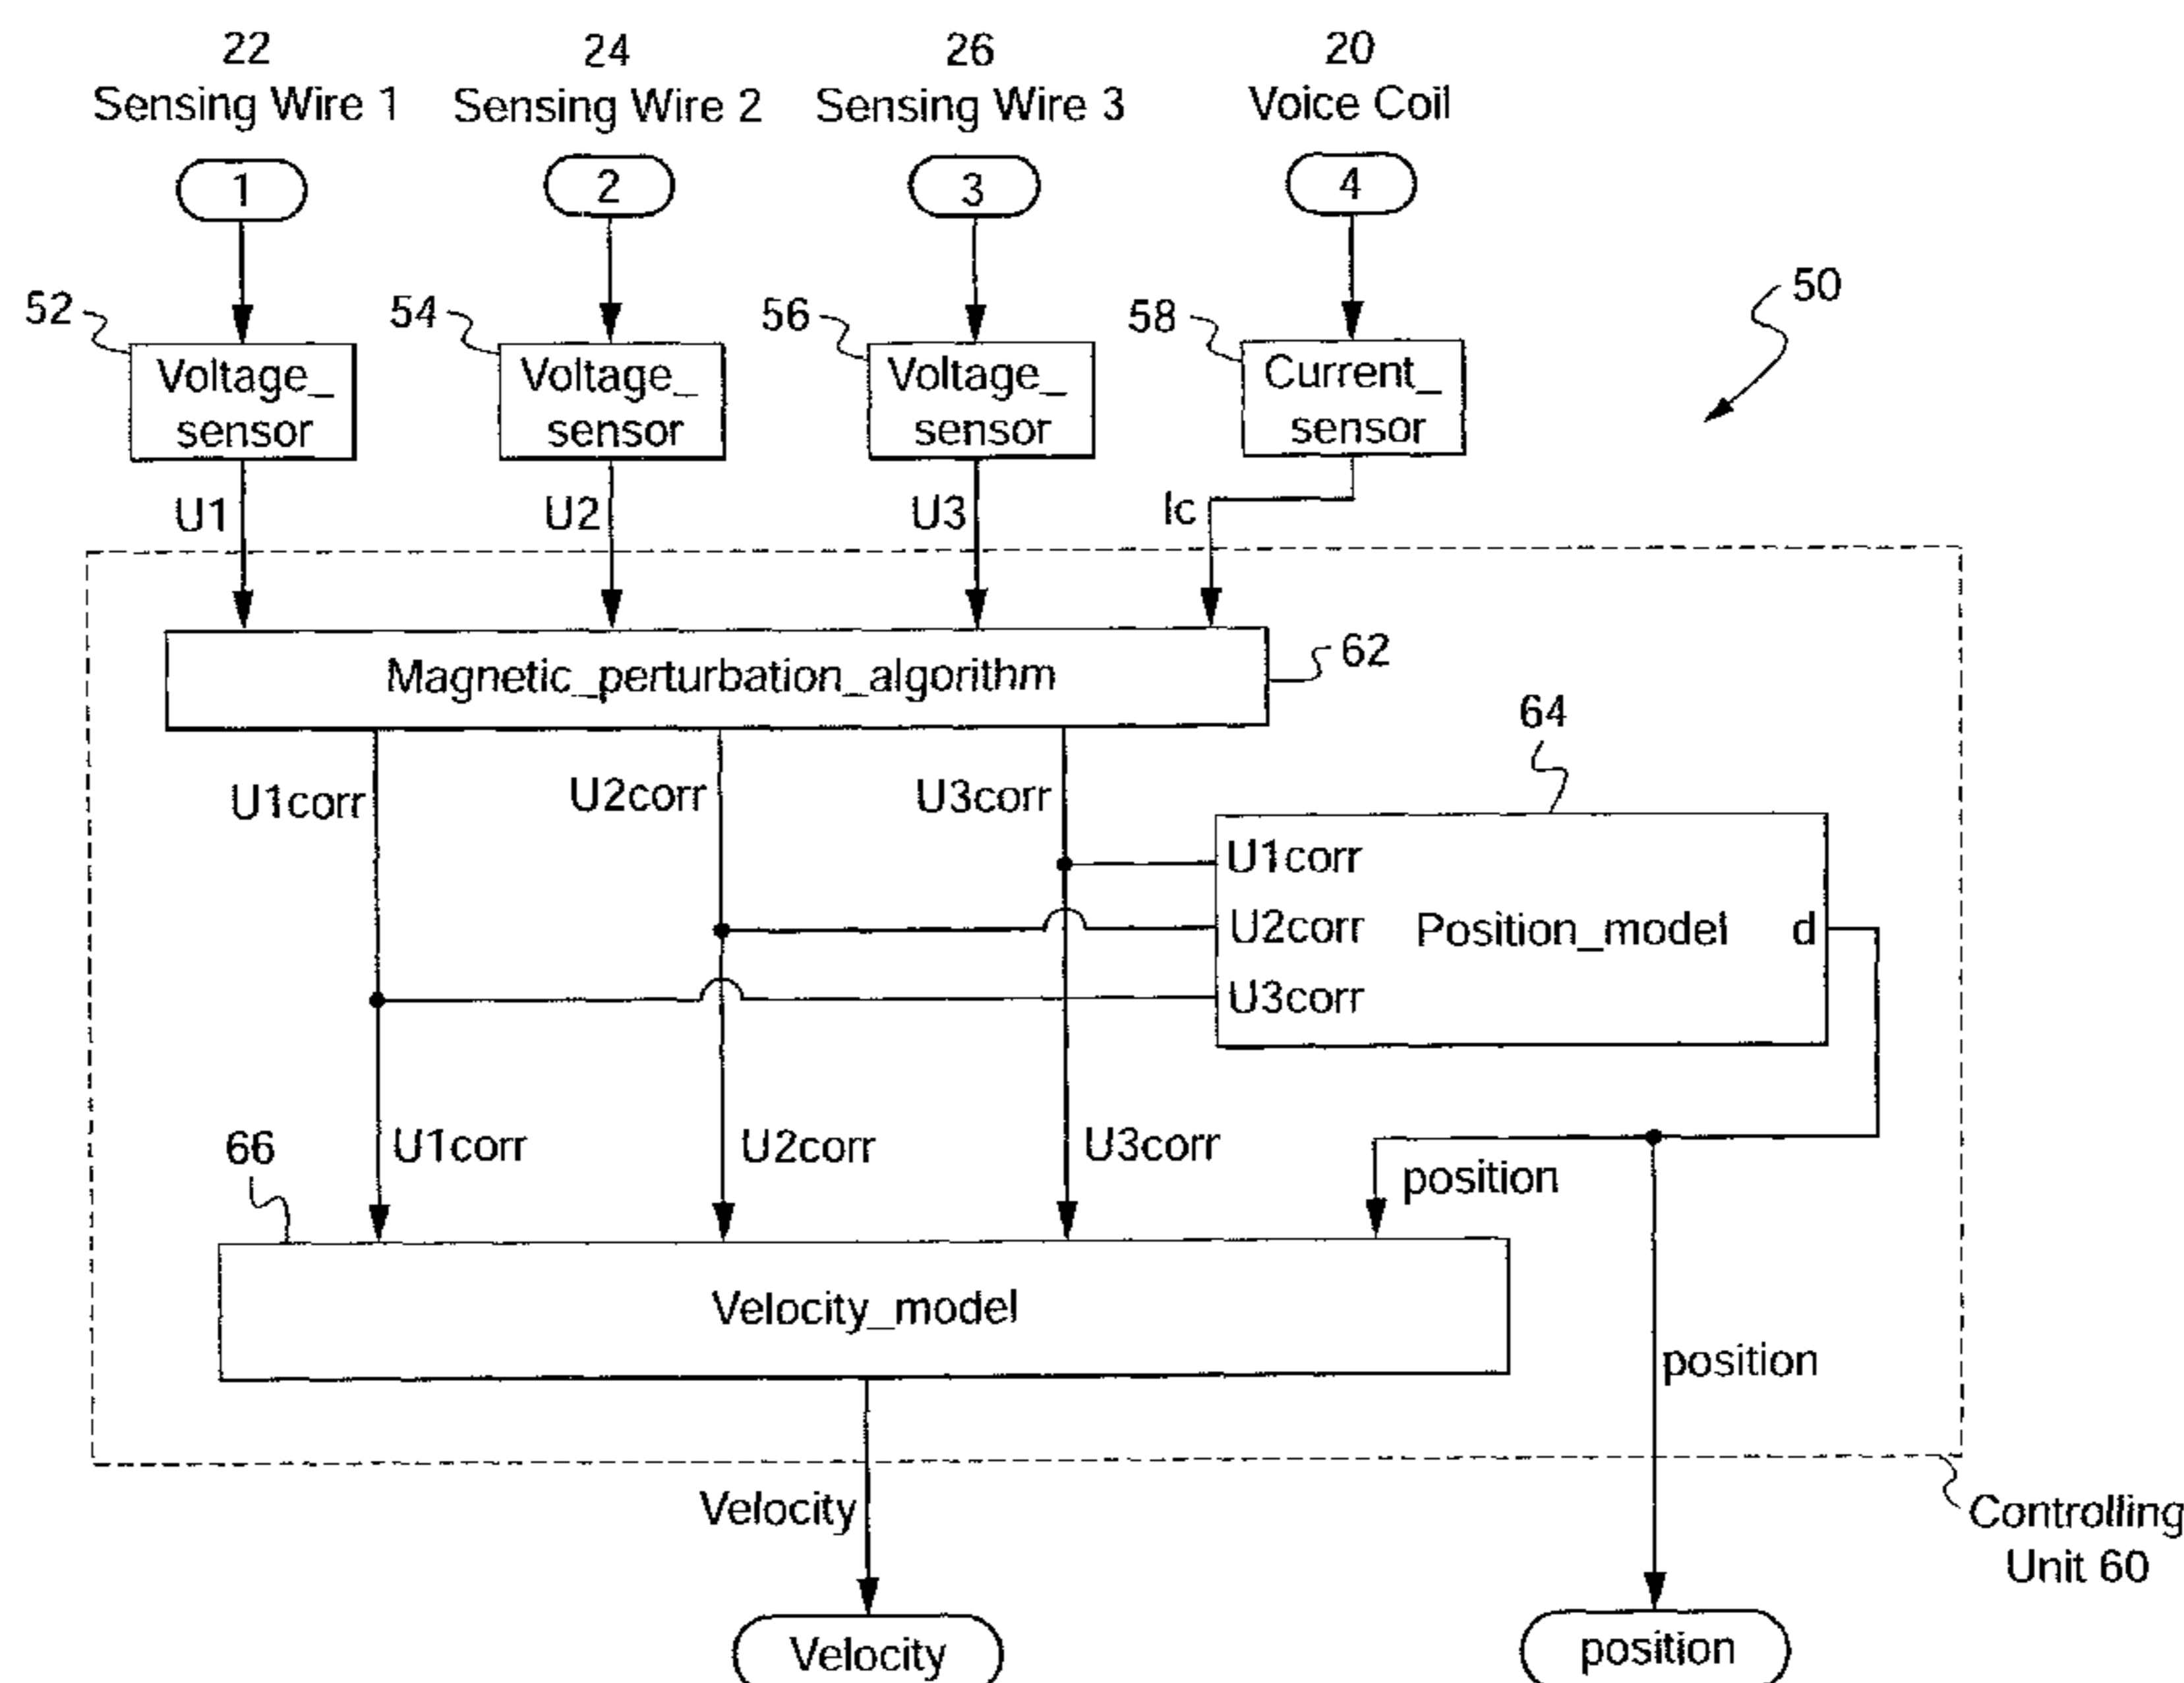 22
Sensing Wire 1
24
Sensing Wire 2
26
Sensing Wire 3
20
Voice Coil
1
2
3
4
50
52
Voltage_
sensor
54
Voltage_
sensor
56
Voltage_
sensor
58
Current_
sensor
U1
U2
U3
Ic
Magnetic_perturbation_algorithm
62
64
U1corr
U2corr
U3corr
U1corr
U2corr
U3corr
Position_model
d
66
U1corr
U2corr
U3corr
position
Velocity_model
position
Velocity
Controlling
Unit 60
Velocity
position